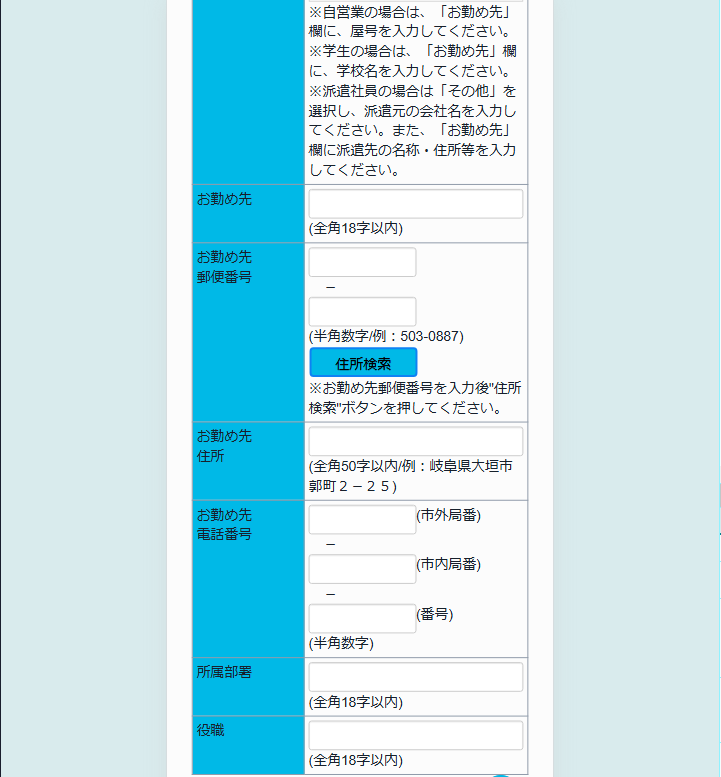 ※自営業の場合は、「お勤め先」
欄に、屋号を入力してください。
※学生の場合は、「お勤め先」欄
に、学校名を入力してください。
※派遣社員の場合は「その他」を
選択し、派遣元の会社名を入力し
てください。また、「お勤め先」
欄に派遣先の名称・住所等を入力
してください。
お勤め先
(全角18字以内)
お勤め先
郵便番号
–
(半角数字/例：503-0887)
住所検索
※お勤め先郵便番号を入力後"住所
検索"ボタンを押してください。
お勤め先
住所
(全角50字以内/例：岐阜県大垣市
郭町２－２５)
お勤め先
電話番号
(市外局番)
–
(市内局番)
–
(番号)
(半角数字)
所属部署
(全角18字以内)
役職
(全角18字以内)